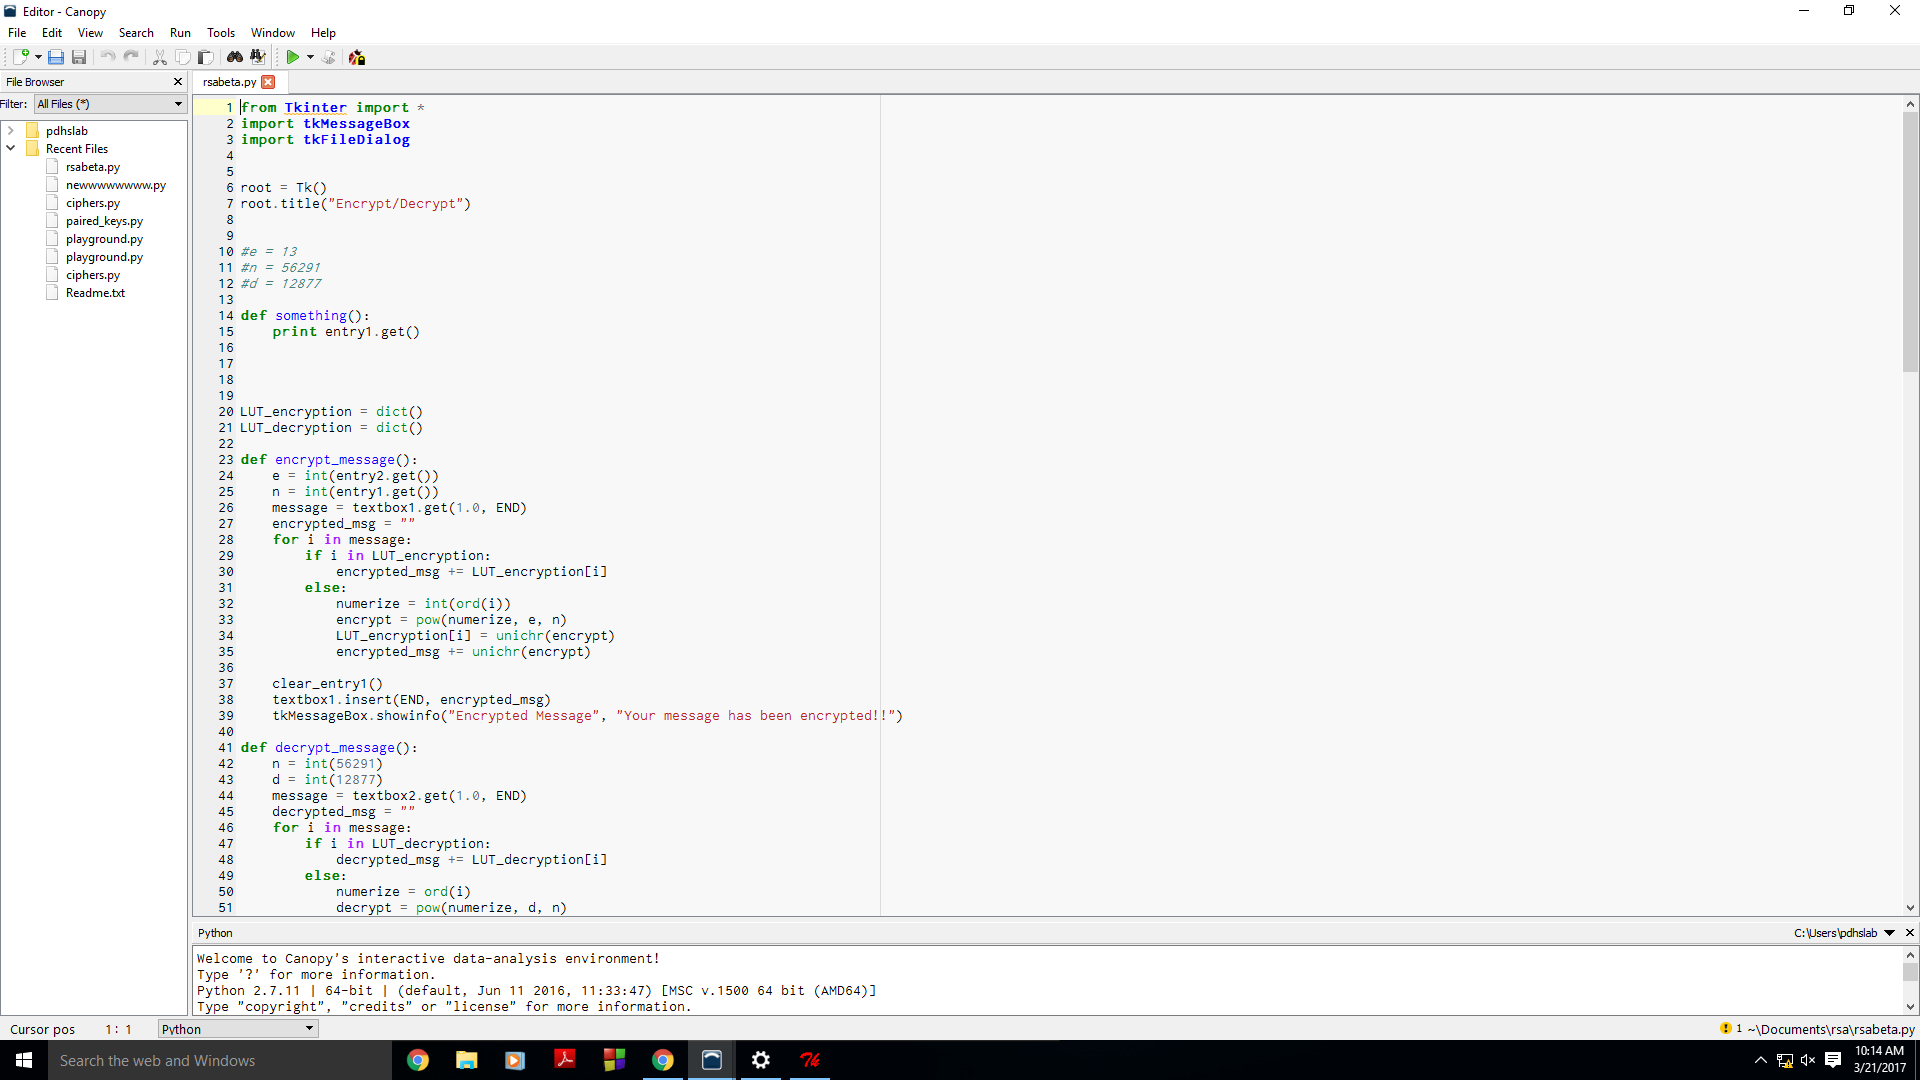 Editor - Canopy
File Edit View Search Run Tools Window Help
File Browser
rsabeta.py
Filter: All Files (*)
pdhslab
Recent Files
rsabeta.py
newwwwwwww.py
ciphers.py
paired_keys.py
playground.py
playground.py
ciphers.py
Readme.txt
1 from Tkinter import *
2 import tkMessageBox
3 import tkFileDialog
4
5
6 root = Tk()
7 root.title("Encrypt/Decrypt")
8
9
10 #e = 13
11 #n = 56291
12 #d = 12877
13
14 def something():
15     print entry1.get()
16
17
18
19
20 LUT_encryption = dict()
21 LUT_decryption = dict()
22
23 def encrypt_message():
24     e = int(entry2.get())
25     n = int(entry1.get())
26     message = textbox1.get(1.0, END)
27     encrypted_msg = ""
28     for i in message:
29         if i in LUT_encryption:
30             encrypted_msg += LUT_encryption[i]
31         else:
32             numerize = int(ord(i))
33             encrypt = pow(numerize, e, n)
34             LUT_encryption[i] = unichr(encrypt)
35             encrypted_msg += unichr(encrypt)
36
37     clear_entry1()
38     textbox1.insert(END, encrypted_msg)
39     tkMessageBox.showinfo("Encrypted Message", "Your message has been encrypted!!")
40
41 def decrypt_message():
42     n = int(56291)
43     d = int(12877)
44     message = textbox2.get(1.0, END)
45     decrypted_msg = ""
46     for i in message:
47         if i in LUT_decryption:
48             decrypted_msg += LUT_decryption[i]
49         else:
50             numerize = ord(i)
51             decrypt = pow(numerize, d, n)
Python C:\Users\pdhslab
Welcome to Canopy's interactive data-analysis environment!
Type '?' for more information.
Python 2.7.11 | 64-bit | (default, Jun 11 2016, 11:33:47) [MSC v.1500 64 bit (AMD64)]
Type "copyright", "credits" or "license" for more information.
Cursor pos 1 : 1 Python 1 ~\Documents\rsa\rsabeta.py
Search the web and Windows
10:14 AM
3/21/2017